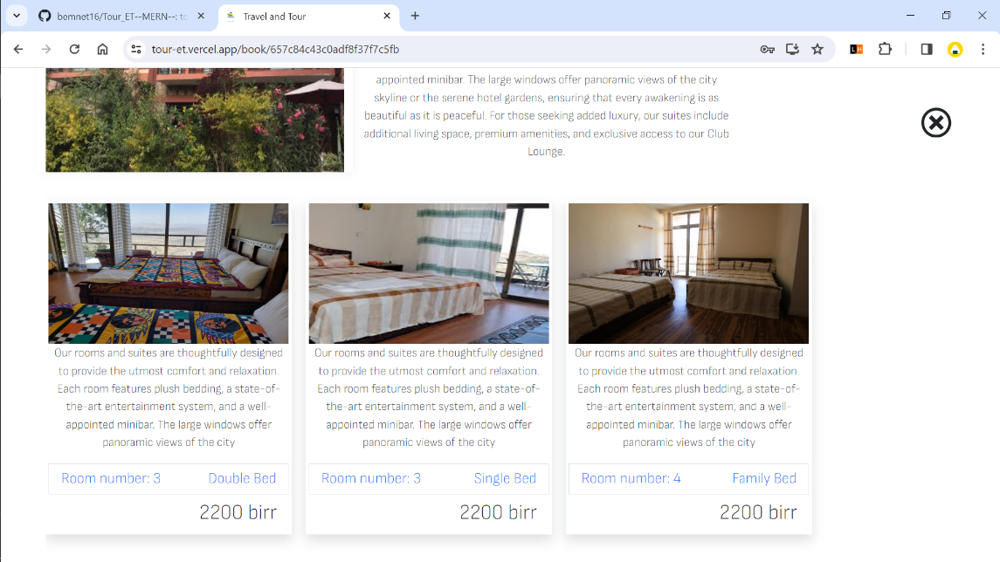 bemnet16/Tour_ET--MERN--: to
Travel and Tour
tour-et.vercel.app/book/657c84c43c0adf8f37f7c5fb
LH
appointed minibar. The large windows offer panoramic views of the city
skyline or the serene hotel gardens, ensuring that every awakening is as
beautiful as it is peaceful. For those seeking added luxury, our suites include
additional living space, premium amenities, and exclusive access to our Club
Lounge.
Our rooms and suites are thoughtfully designed
to provide the utmost comfort and relaxation.
Each room features plush bedding, a state-of-
the-art entertainment system, and a well-
appointed minibar. The large windows offer
panoramic views of the city
Room number: 3 Double Bed
2200 birr
Our rooms and suites are thoughtfully designed
to provide the utmost comfort and relaxation.
Each room features plush bedding, a state-of-
the-art entertainment system, and a well-
appointed minibar. The large windows offer
panoramic views of the city
Room number: 3 Single Bed
2200 birr
Our rooms and suites are thoughtfully designed
to provide the utmost comfort and relaxation.
Each room features plush bedding, a state-of-
the-art entertainment system, and a well-
appointed minibar. The large windows offer
panoramic views of the city
Room number: 4 Family Bed
2200 birr